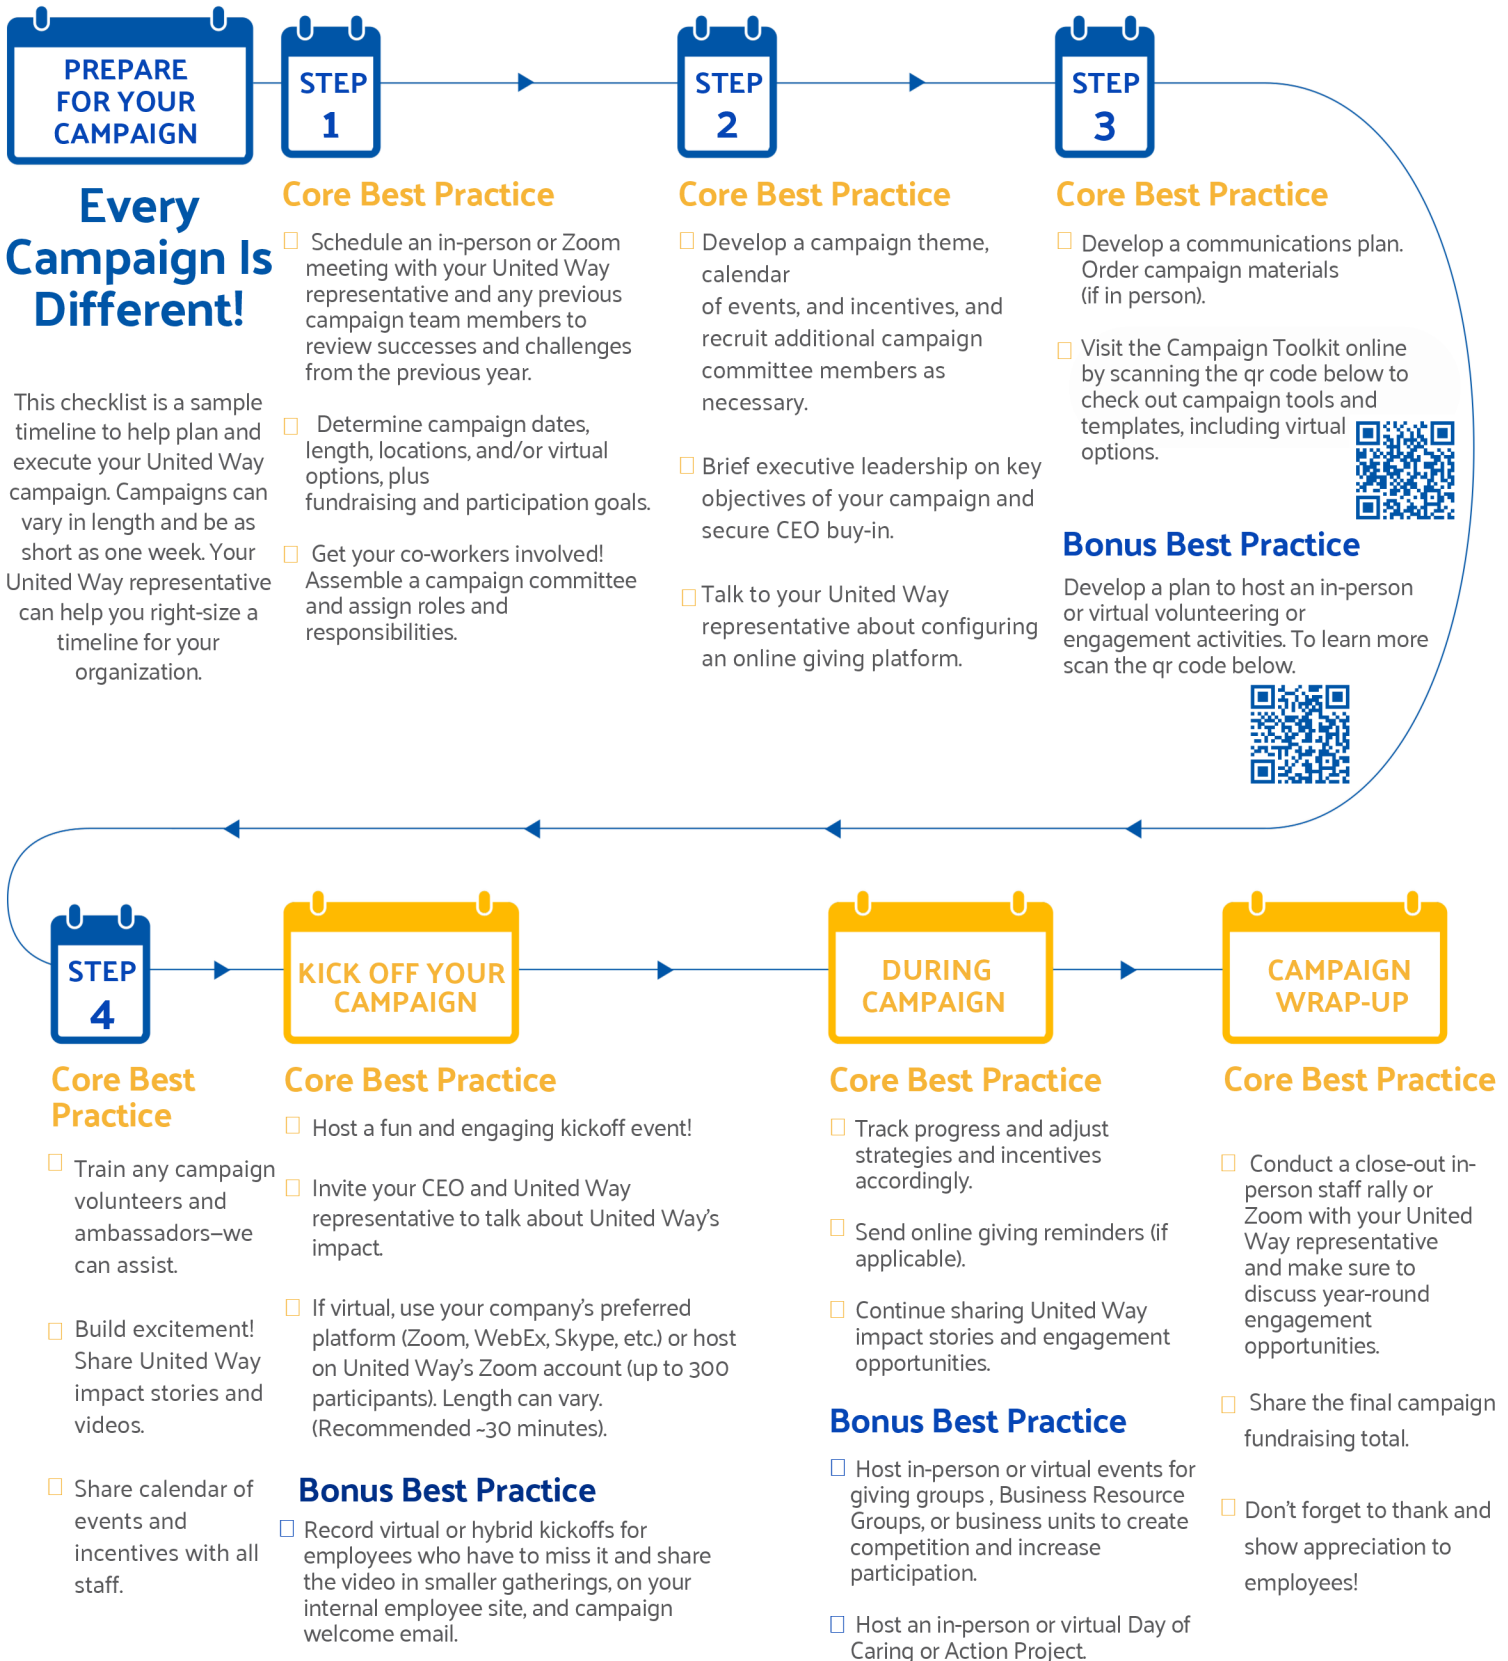 PREPARE
FOR YOUR
CAMPAIGN
Every
Campaign Is
Different!
This checklist is a sample
timeline to help plan and
execute your United Way
campaign. Campaigns can
vary in length and be as
short as one week. Your
United Way representative
can help you right-size a
timeline for your
organization.
STEP
1
Core Best Practice
Schedule an in-person or Zoom
meeting with your United Way
representative and any previous
campaign team members to
review successes and challenges
from the previous year.
Determine campaign dates,
length, locations, and/or virtual
options, plus
fundraising and participation goals.
Get your co-workers involved!
Assemble a campaign committee
and assign roles and
responsibilities.
STEP
2
Core Best Practice
Develop a campaign theme,
calendar
of events, and incentives, and
recruit additional campaign
committee members as
necessary.
Brief executive leadership on key
objectives of your campaign and
secure CEO buy-in.
Talk to your United Way
representative about configuring
an online giving platform.
STEP
3
Core Best Practice
Develop a communications plan.
Order campaign materials
(if in person).
Visit the Campaign Toolkit online
by scanning the qr code below to
check out campaign tools and
templates, including virtual
options.
Bonus Best Practice
Develop a plan to host an in-person
or virtual volunteering or
engagement activities. To learn more
scan the qr code below.
STEP
4
Core Best
Practice
Train any campaign
volunteers and
ambassadors—we
can assist.
Build excitement!
Share United Way
impact stories and
videos.
Share calendar of
events and
incentives with all
staff.
KICK OFF YOUR
CAMPAIGN
Core Best Practice
Host a fun and engaging kickoff event!
Invite your CEO and United Way
representative to talk about United Way's
impact.
If virtual, use your company's preferred
platform (Zoom, WebEx, Skype, etc.) or host
on United Way's Zoom account (up to 300
participants). Length can vary.
(Recommended ~30 minutes).
Bonus Best Practice
Record virtual or hybrid kickoffs for
employees who have to miss it and share
the video in smaller gatherings, on your
internal employee site, and campaign
welcome email.
DURING
CAMPAIGN
Core Best Practice
Track progress and adjust
strategies and incentives
accordingly.
Send online giving reminders (if
applicable).
Continue sharing United Way
impact stories and engagement
opportunities.
Bonus Best Practice
Host in-person or virtual events for
giving groups , Business Resource
Groups, or business units to create
competition and increase
participation.
Host an in-person or virtual Day of
Caring or Action Project.
CAMPAIGN
WRAP-UP
Core Best Practice
Conduct a close-out in-
person staff rally or
Zoom with your United
Way representative
and make sure to
discuss year-round
engagement
opportunities.
Share the final campaign
fundraising total.
Don't forget to thank and
show appreciation to
employees!